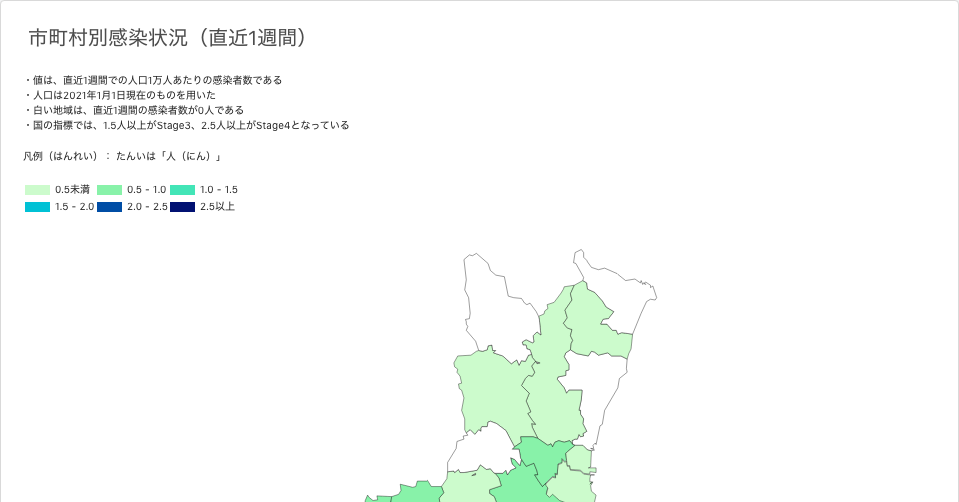 市町村別感染状況（直近1週間）
・値は、直近1週間での人口1万人あたりの感染者数である
・人口は2021年1月1日現在のものを用いた
・白い地域は、直近1週間の感染者数が0人である
・国の指標では、1.5人以上がStage3、2.5人以上がStage4となっている
凡例（はんれい）： たんいは「人（にん）」
0.5未満 0.5 - 1.0 1.0 - 1.5
1.5 - 2.0 2.0 - 2.5 2.5以上